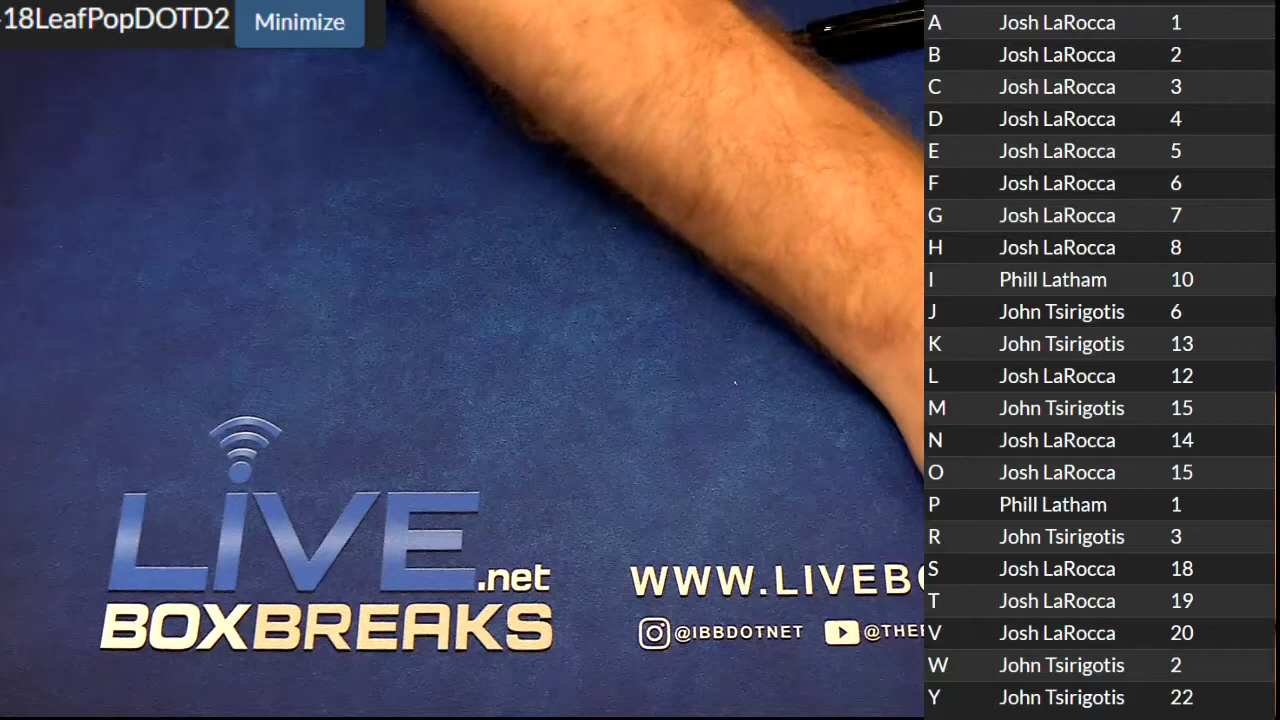 -18LeafPopDOTD2 Minimize
LiVE.net
BOXBREAKS
WWW.LIVEB
@IBBDOTNET @THE
A Josh LaRocca 1
B Josh LaRocca 2
C Josh LaRocca 3
D Josh LaRocca 4
E Josh LaRocca 5
F Josh LaRocca 6
G Josh LaRocca 7
H Josh LaRocca 8
I Phill Latham 10
J John Tsirigotis 6
K John Tsirigotis 13
L Josh LaRocca 12
M John Tsirigotis 15
N Josh LaRocca 14
O Josh LaRocca 15
P Phill Latham 1
R John Tsirigotis 3
S Josh LaRocca 18
T Josh LaRocca 19
V Josh LaRocca 20
W John Tsirigotis 2
Y John Tsirigotis 22